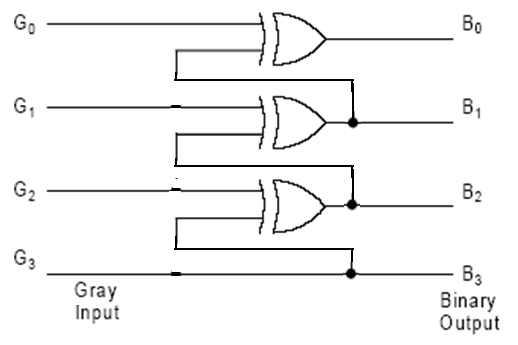 G₀ B₀
G₁ B₁
G₂ B₂
G₃ B₃
Gray
Input
Binary
Output